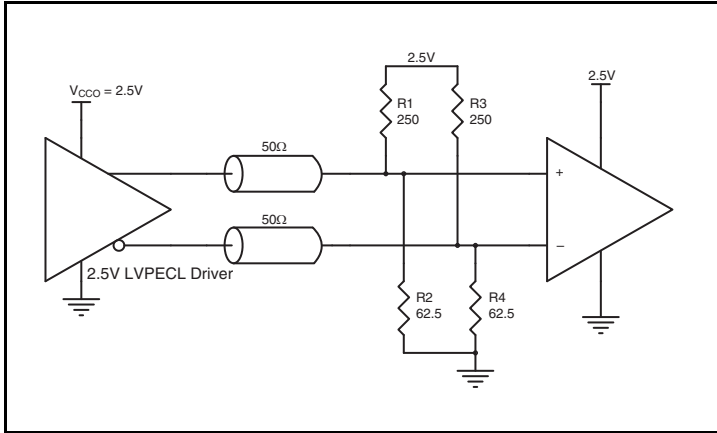 2.5V
V_CCO = 2.5V
2.5V
R1
250
R3
250
50Ω
+
50Ω
−
2.5V LVPECL Driver
R2
62.5
R4
62.5